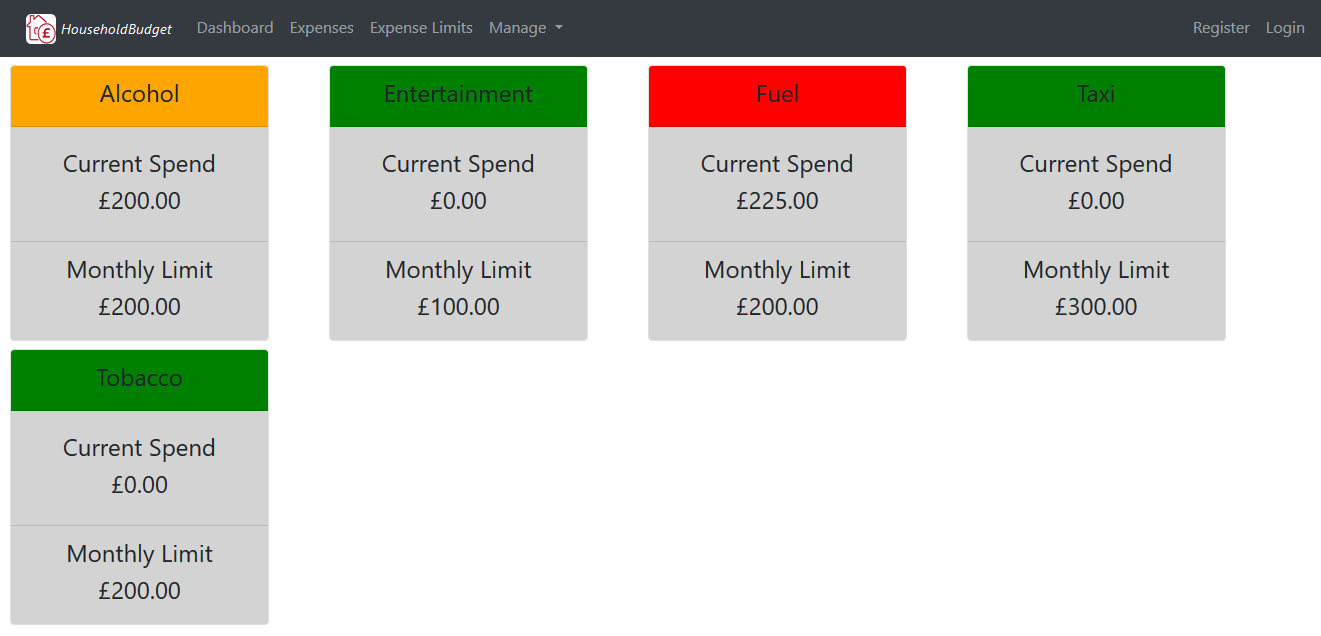 £ HouseholdBudget Dashboard Expenses Expense Limits Manage Register Login
Alcohol
Current Spend
£200.00
Monthly Limit
£200.00
Entertainment
Current Spend
£0.00
Monthly Limit
£100.00
Fuel
Current Spend
£225.00
Monthly Limit
£200.00
Taxi
Current Spend
£0.00
Monthly Limit
£300.00
Tobacco
Current Spend
£0.00
Monthly Limit
£200.00